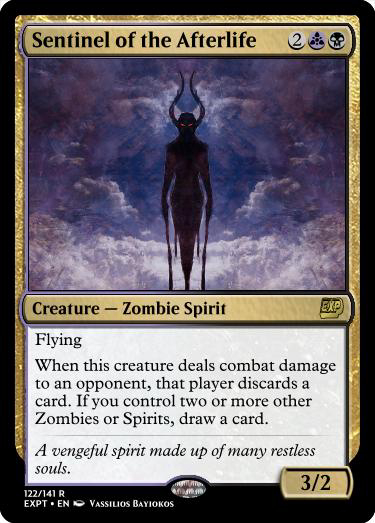 Sentinel of the Afterlife 2
Creature — Zombie Spirit EXP
Flying
When this creature deals combat damage
to an opponent, that player discards a
card. If you control two or more other
Zombies or Spirits, draw a card.
A vengeful spirit made up of many restless
souls.
3/2
122/141 R
EXPT • EN Vassilios Bayiokos